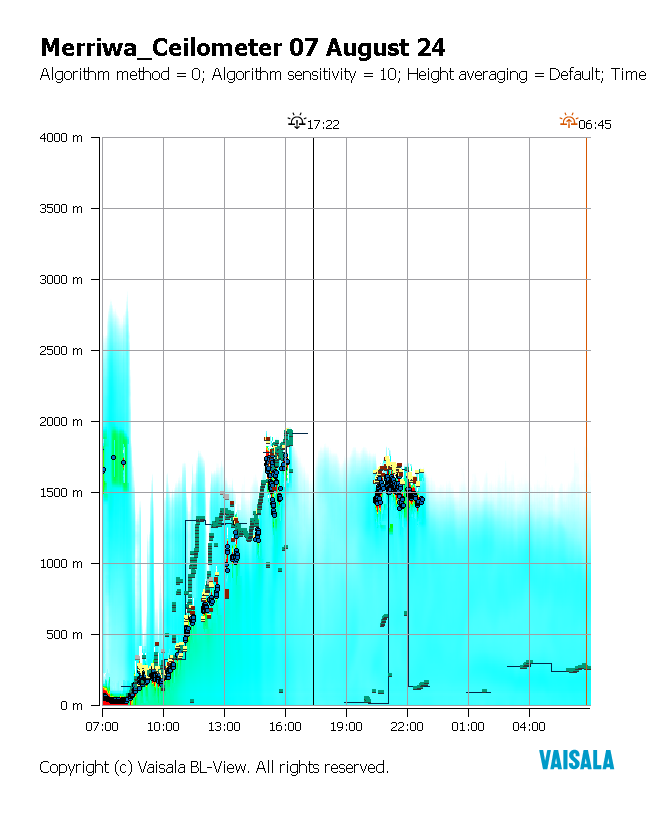 Merriwa_Ceilometer 07 August 24
Algorithm method = 0; Algorithm sensitivity = 10; Height averaging = Default; Time
17:22 06:45
4000 m
3500 m
3000 m
2500 m
2000 m
1500 m
1000 m
500 m
0 m
07:00 10:00 13:00 16:00 19:00 22:00 01:00 04:00
VAISALA
Copyright (c) Vaisala BL-View. All rights reserved.